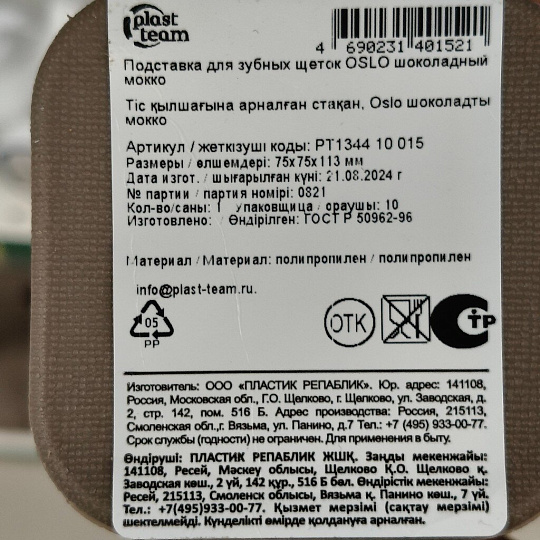 plast
team
4 690231 401521
Подставка для зубных щеток OSLO шоколадный
мокко
Тіс қылшағына арналған стақан, Oslo шоколадты
мокко
Артикул / жеткізуші коды: PT1344 10 015
Размеры / өлшемдері: 75x75x113 мм
Дата изгот. / шығарылған күні: 21.08.2024 г
№ партии / партия номірі: 0821
Кол-во/саны: 1 Упаковщица / ораушы: 10
Изготовлено / Өндірілген: ГОСТ Р 50962-96
Материал / Материал: полипропилен / полипропилен
info@plast-team.ru.
05
PP
ОТК
СТР
Изготовитель: ООО «ПЛАСТИК РЕПАБЛИК». Юр. адрес: 141108,
Россия, Московская обл., Г.О. Щелково, г. Щелково, ул. Заводская, д.
2, стр. 142, пом. 516 Б. Адрес производства: Россия, 215113,
Смоленская обл.,г. Вязьма, ул. Панино, д.7 Тел.: +7 (495) 933-00-77.
Срок службы (годности) не ограничен. Для применения в быту.
Өндіруші: ПЛАСТИК РЕПАБЛИК ЖШҚ. Заңды мекенжайы:
141108, Ресей, Мәскеу облысы, Щелково Қ.О. Щелково қ.
Заводская көш., 2 үй, 142 құр., 516 Б бөл. Өндірістік мекенжайы:
Ресей, 215113, Смоленск облысы, Вязьма қ. Панино көш., 7 үй.
Тел.: +7(495)933-00-77. Қызмет мерзімі (сақтау мерзімі)
шектелмейді. Күнделікті өмірде қолдануға арналған.